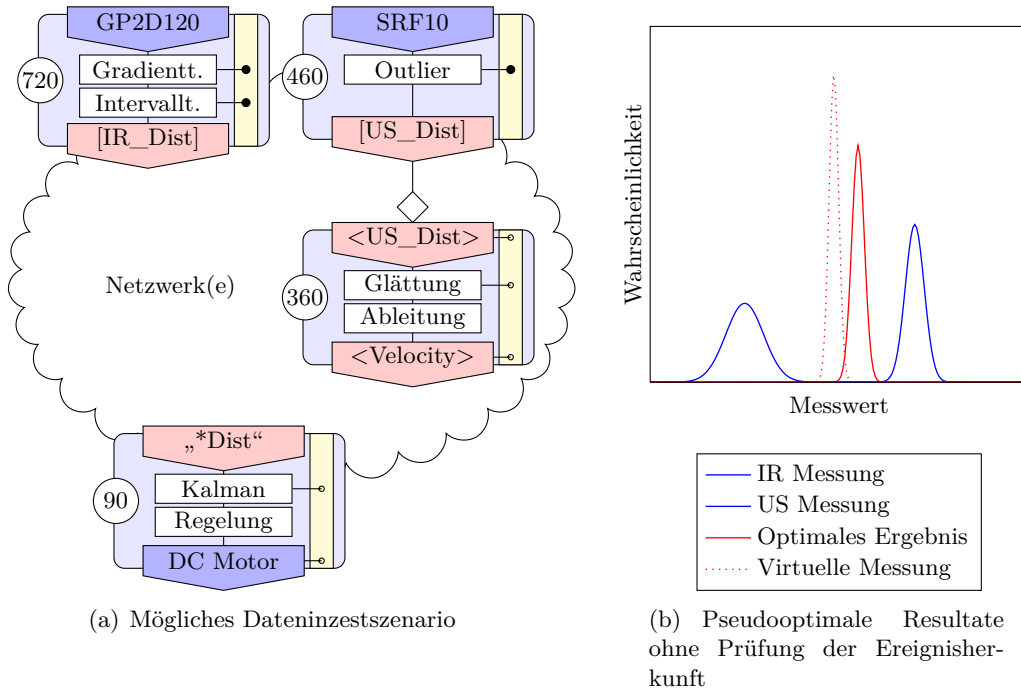 GP2D120
720
Gradientt.
Intervallt.
[IR_Dist]
SRF10
460
Outlier
[US_Dist]
Netzwerk(e)
<US_Dist>
360
Glättung
Ableitung
<Velocity>
„*Dist“
90
Kalman
Regelung
DC Motor
(a) Mögliches Dateninzestszenario
Wahrscheinlichkeit
Messwert
IR Messung
US Messung
Optimales Ergebnis
Virtuelle Messung
(b) Pseudooptimale Resultate
ohne Prüfung der Ereignisher-
kunft